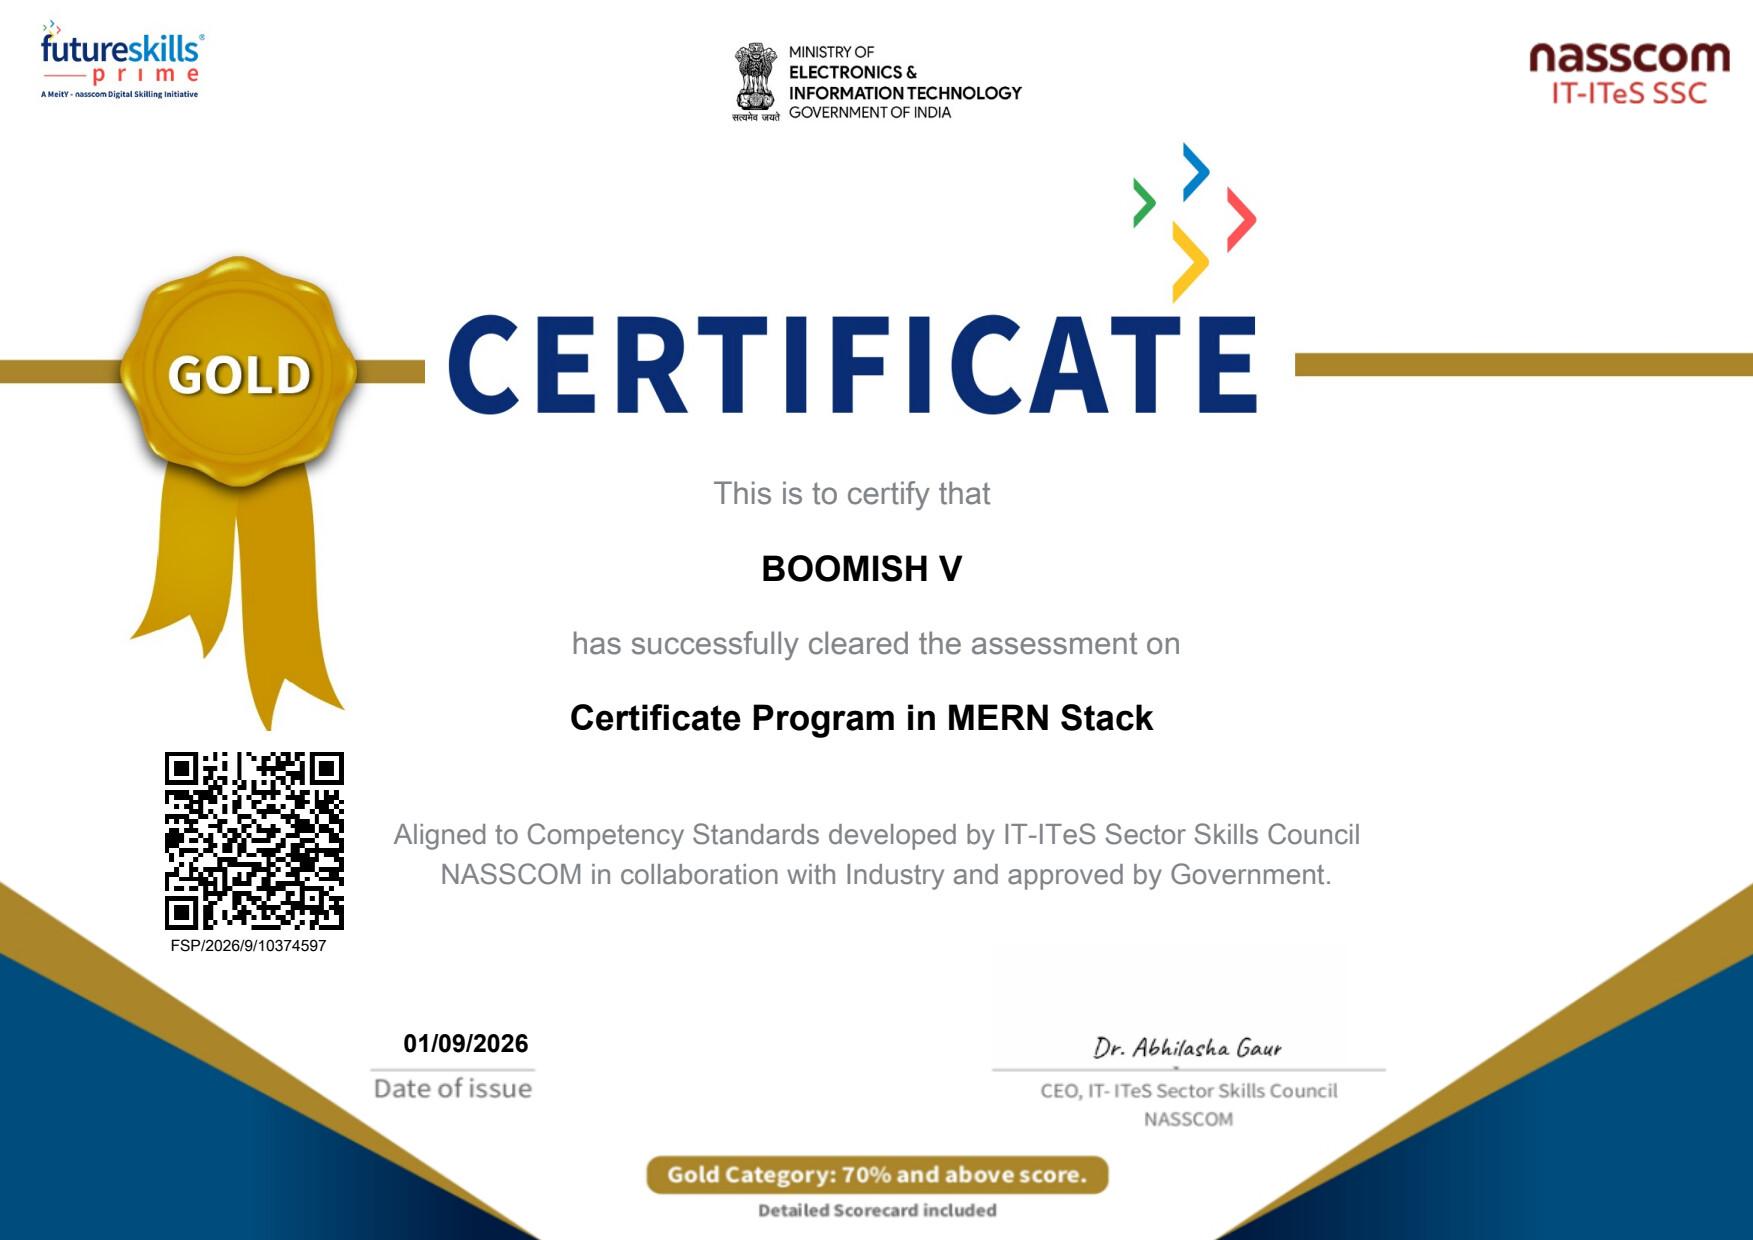 futureskills®
prime
A MeitY - nasscom Digital Skilling Initiative
सत्यमेव जयते
MINISTRY OF
ELECTRONICS &
INFORMATION TECHNOLOGY
GOVERNMENT OF INDIA
nasscom
IT-ITeS SSC
GOLD
CERTIFICATE
This is to certify that
BOOMISH V
has successfully cleared the assessment on
Certificate Program in MERN Stack
Aligned to Competency Standards developed by IT-ITeS Sector Skills Council
NASSCOM in collaboration with Industry and approved by Government.
FSP/2026/9/10374597
01/09/2026
Date of issue
Dr. Abhilasha Gaur
CEO, IT- ITeS Sector Skills Council
NASSCOM
Gold Category: 70% and above score.
Detailed Scorecard included